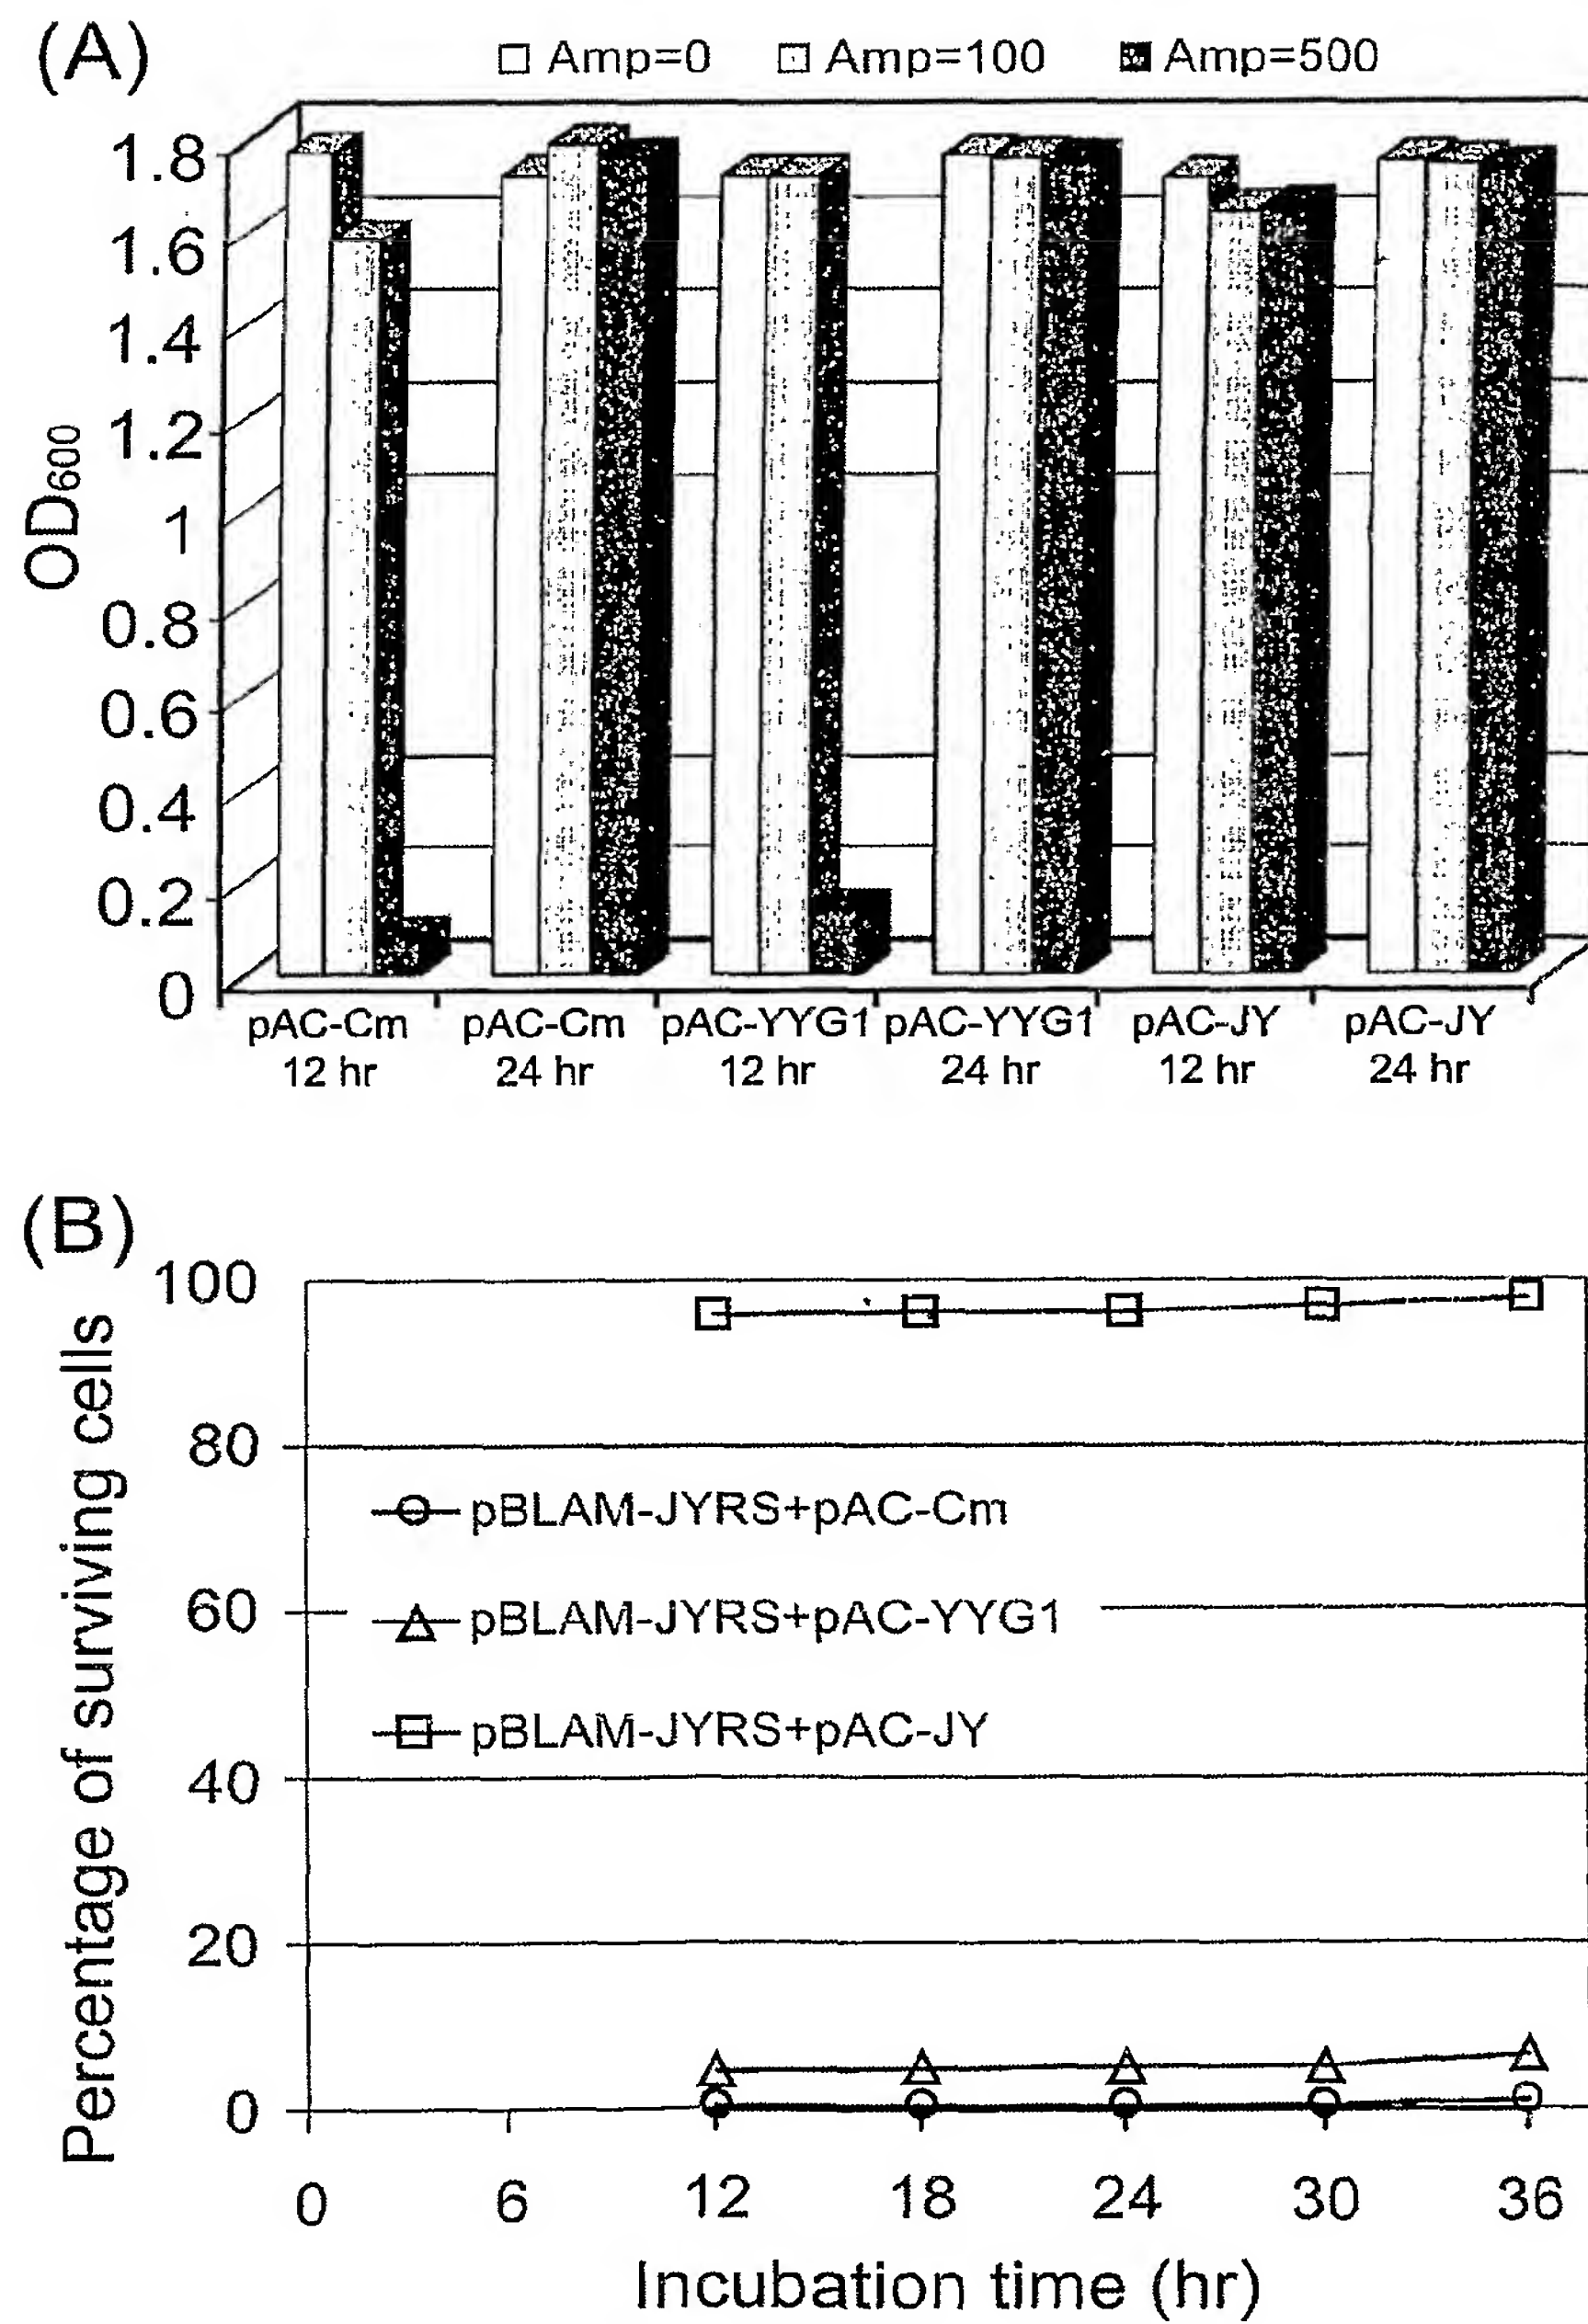 (A)
Amp=0 Amp=100 Amp=500
1.8
1.6
1.4
1.2
1
0.8
0.6
0.4
0.2
0
OD600
pAC-Cm pAC-Cm pAC-YYG1 pAC-YYG1 pAC-JY pAC-JY
12 hr 24 hr 12 hr 24 hr 12 hr 24 hr
(B)
100
80
60
40
20
0
Percentage of surviving cells
pBLAM-JYRS+pAC-Cm
pBLAM-JYRS+pAC-YYG1
pBLAM-JYRS+pAC-JY
0 6 12 18 24 30 36
Incubation time (hr)